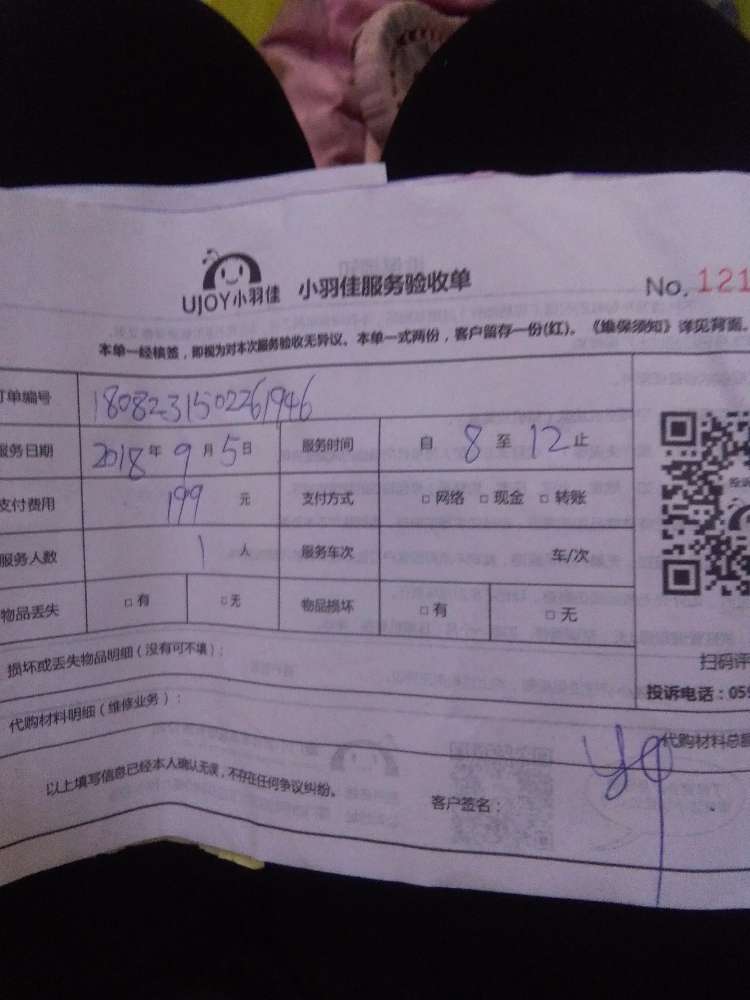 UJOY小羽佳 小羽佳服务验收单 No. 121
本单一经核签，即视为对本次服务验收无异议。本单一式两份，客户留存一份(红)。《维保须知》详见背面。
订单编号 1808231502261946
服务日期 2018年9月5日 服务时间 自8至12止
支付费用 199元 支付方式 □网络 □现金 □转账
服务人数 1人 服务车次 车/次
物品丢失 □有 □无 物品损坏 □有 □无
损坏或丢失物品明细（没有可不填）：
扫码评
投诉电话：059
代购材料明细（维修业务）：
代购材料总额
以上填写信息已经本人确认无误，不存在任何争议纠纷。
客户签名：